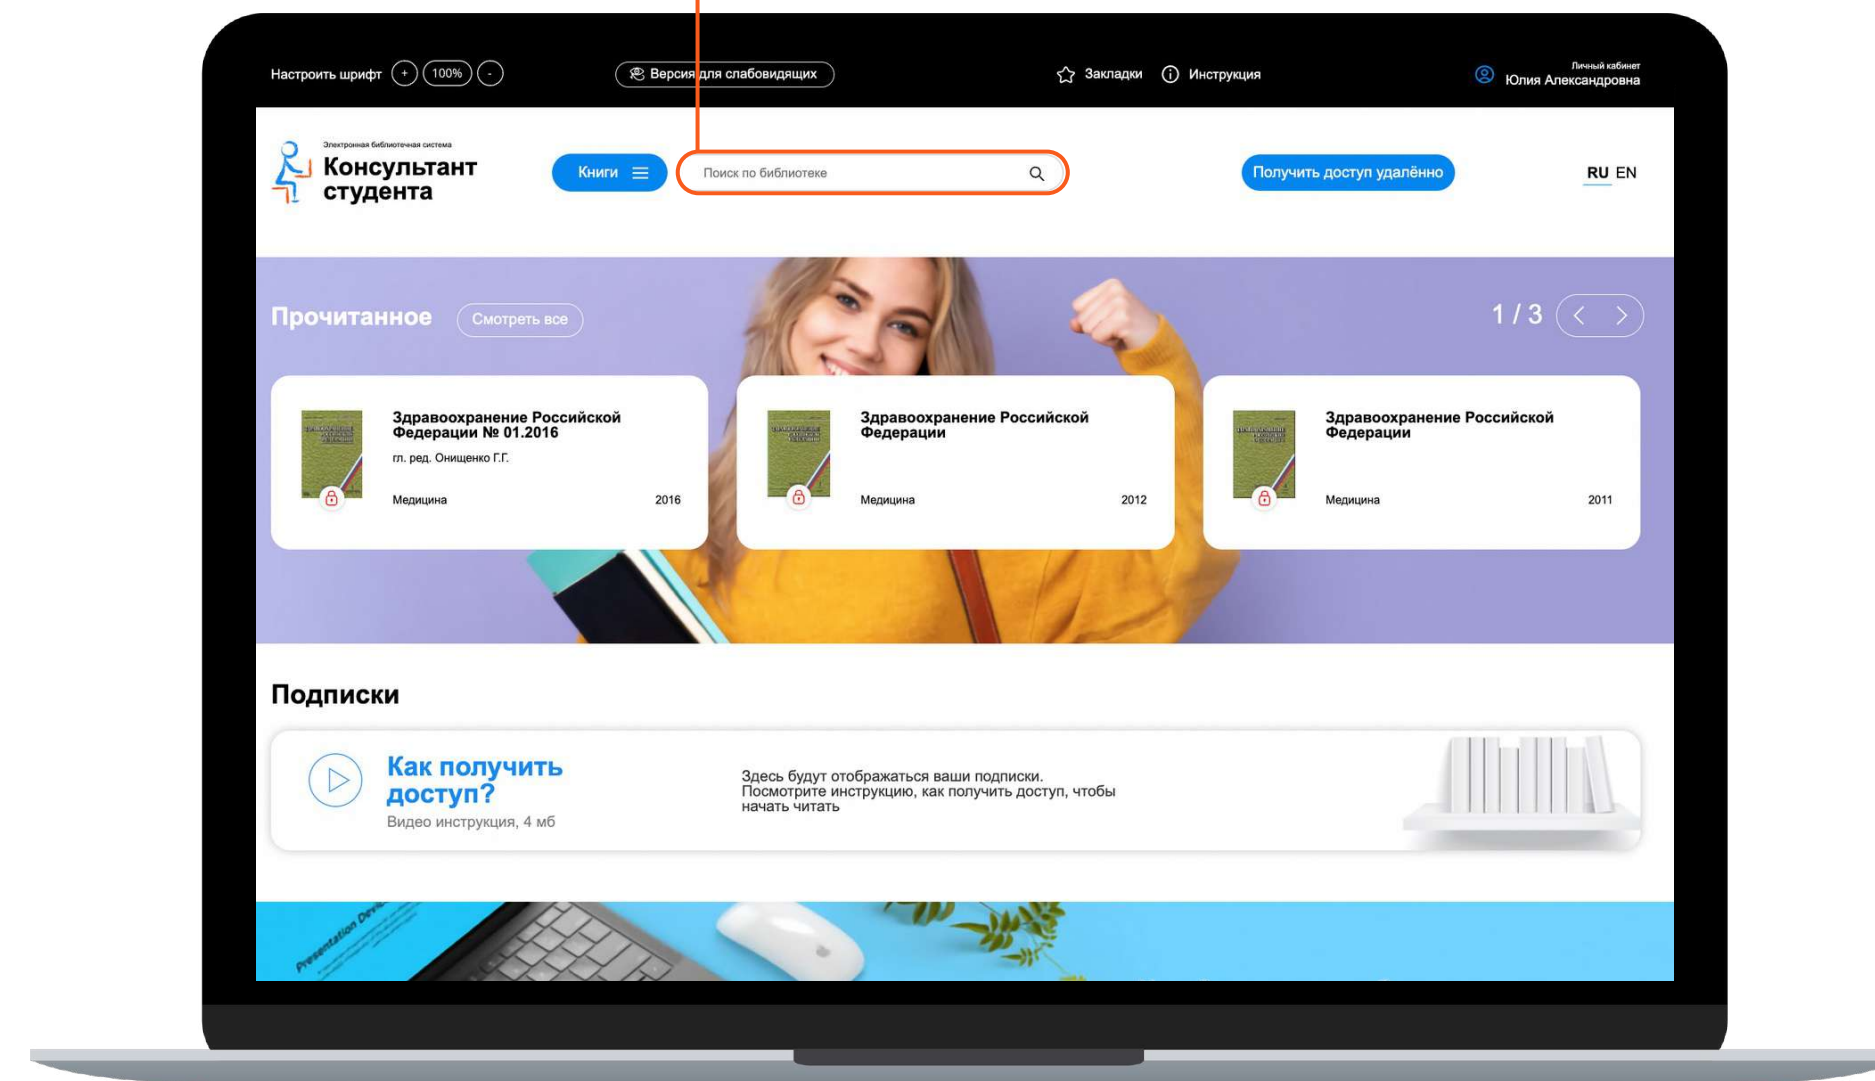 Настроить шрифт + 100% -
Версия для слабовидящих
Закладки
Инструкция
Личный кабинет
Юлия Александровна
Электронная библиотечная система
Консультант
студента
Книги
Поиск по библиотеке
Получить доступ удалённо
RU EN
Прочитанное
Смотреть все
1 / 3
Здравоохранение Российской
Федерации № 01.2016
гл. ред. Онищенко Г.Г.
Медицина
2016
Здравоохранение Российской
Федерации
Медицина
2012
Здравоохранение Российской
Федерации
Медицина
2011
Подписки
Как получить
доступ?
Видео инструкция, 4 мб
Здесь будут отображаться ваши подписки.
Посмотрите инструкцию, как получить доступ, чтобы
начать читать
Presentation